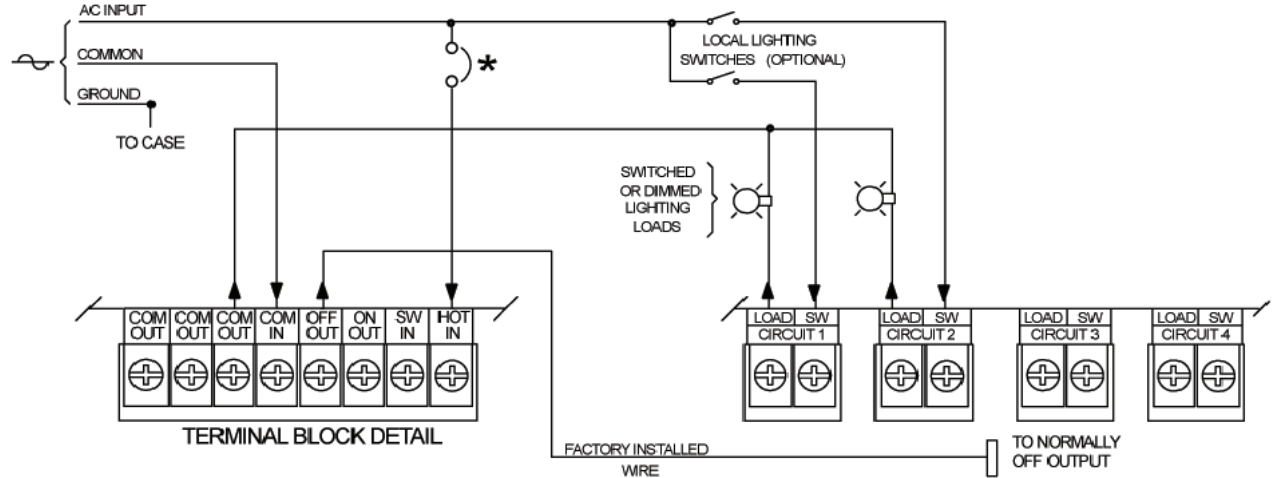 AC INPUT
COMMON
GROUND
TO CASE
*
LOCAL LIGHTING
SWITCHES (OPTIONAL)
SWITCHED
OR DIMMED
LIGHTING
LOADS
COM OUT
COM OUT
COM OUT
COM IN
OFF OUT
ON OUT
SW IN
HOT IN
TERMINAL BLOCK DETAIL
LOAD SW
CIRCUIT 1
LOAD SW
CIRCUIT 2
LOAD SW
CIRCUIT 3
LOAD SW
CIRCUIT 4
FACTORY INSTALLED
WIRE
TO NORMALLY
OFF OUTPUT